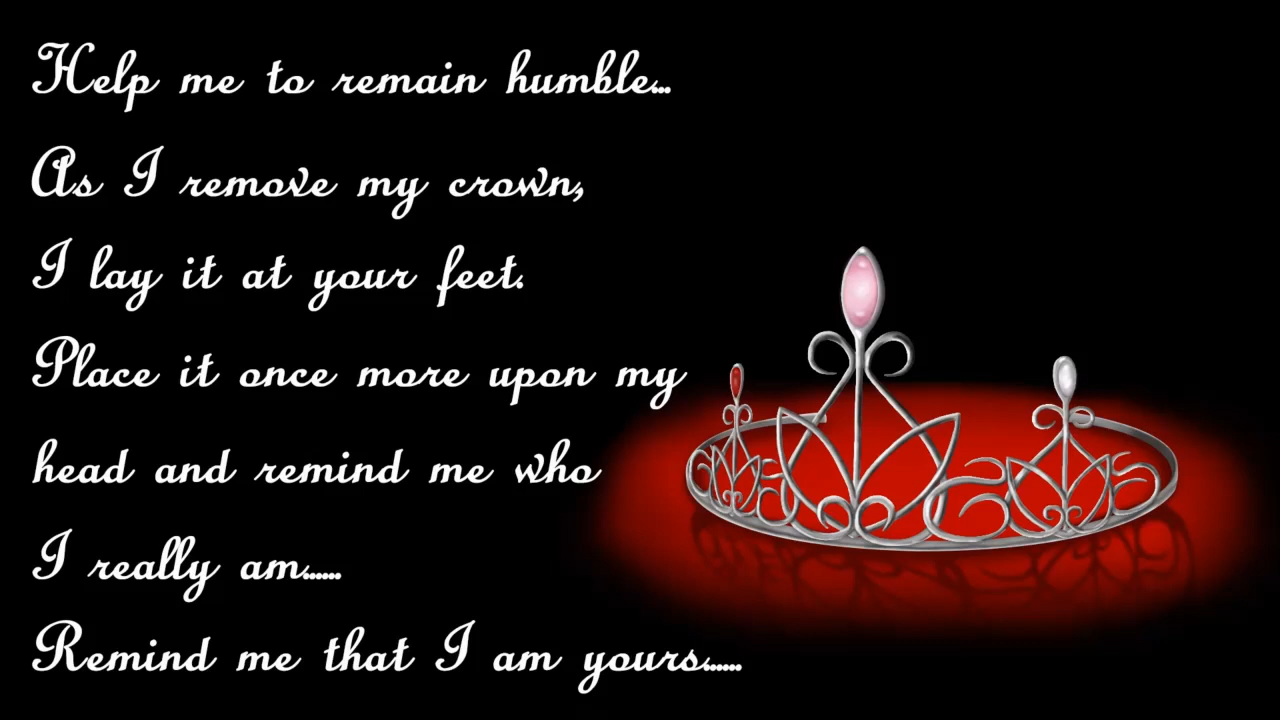 Help me to remain humble...
As I remove my crown,
I lay it at your feet.
Place it once more upon my
head and remind me who
I really am......
Remind me that I am yours......